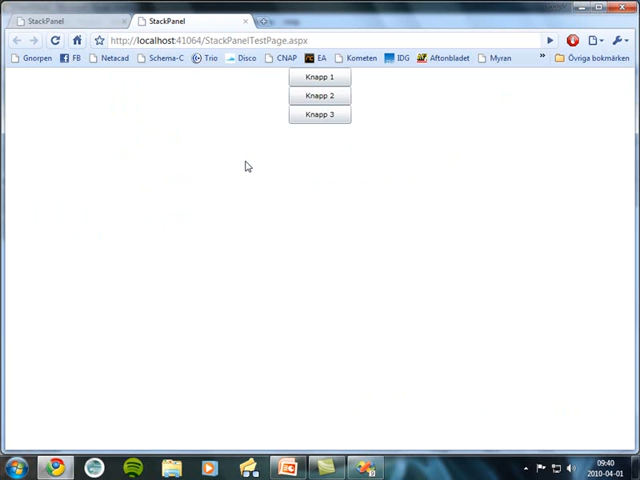 StackPanel
StackPanel
http://localhost:41064/StackPanelTestPage.aspx
Gnorpen FB Netacad Schema-C Trio Disco CNAP EA Kometen IDG Aftonbladet Myran » Övriga bokmärken
Knapp 1
Knapp 2
Knapp 3
09:40
2010-04-01